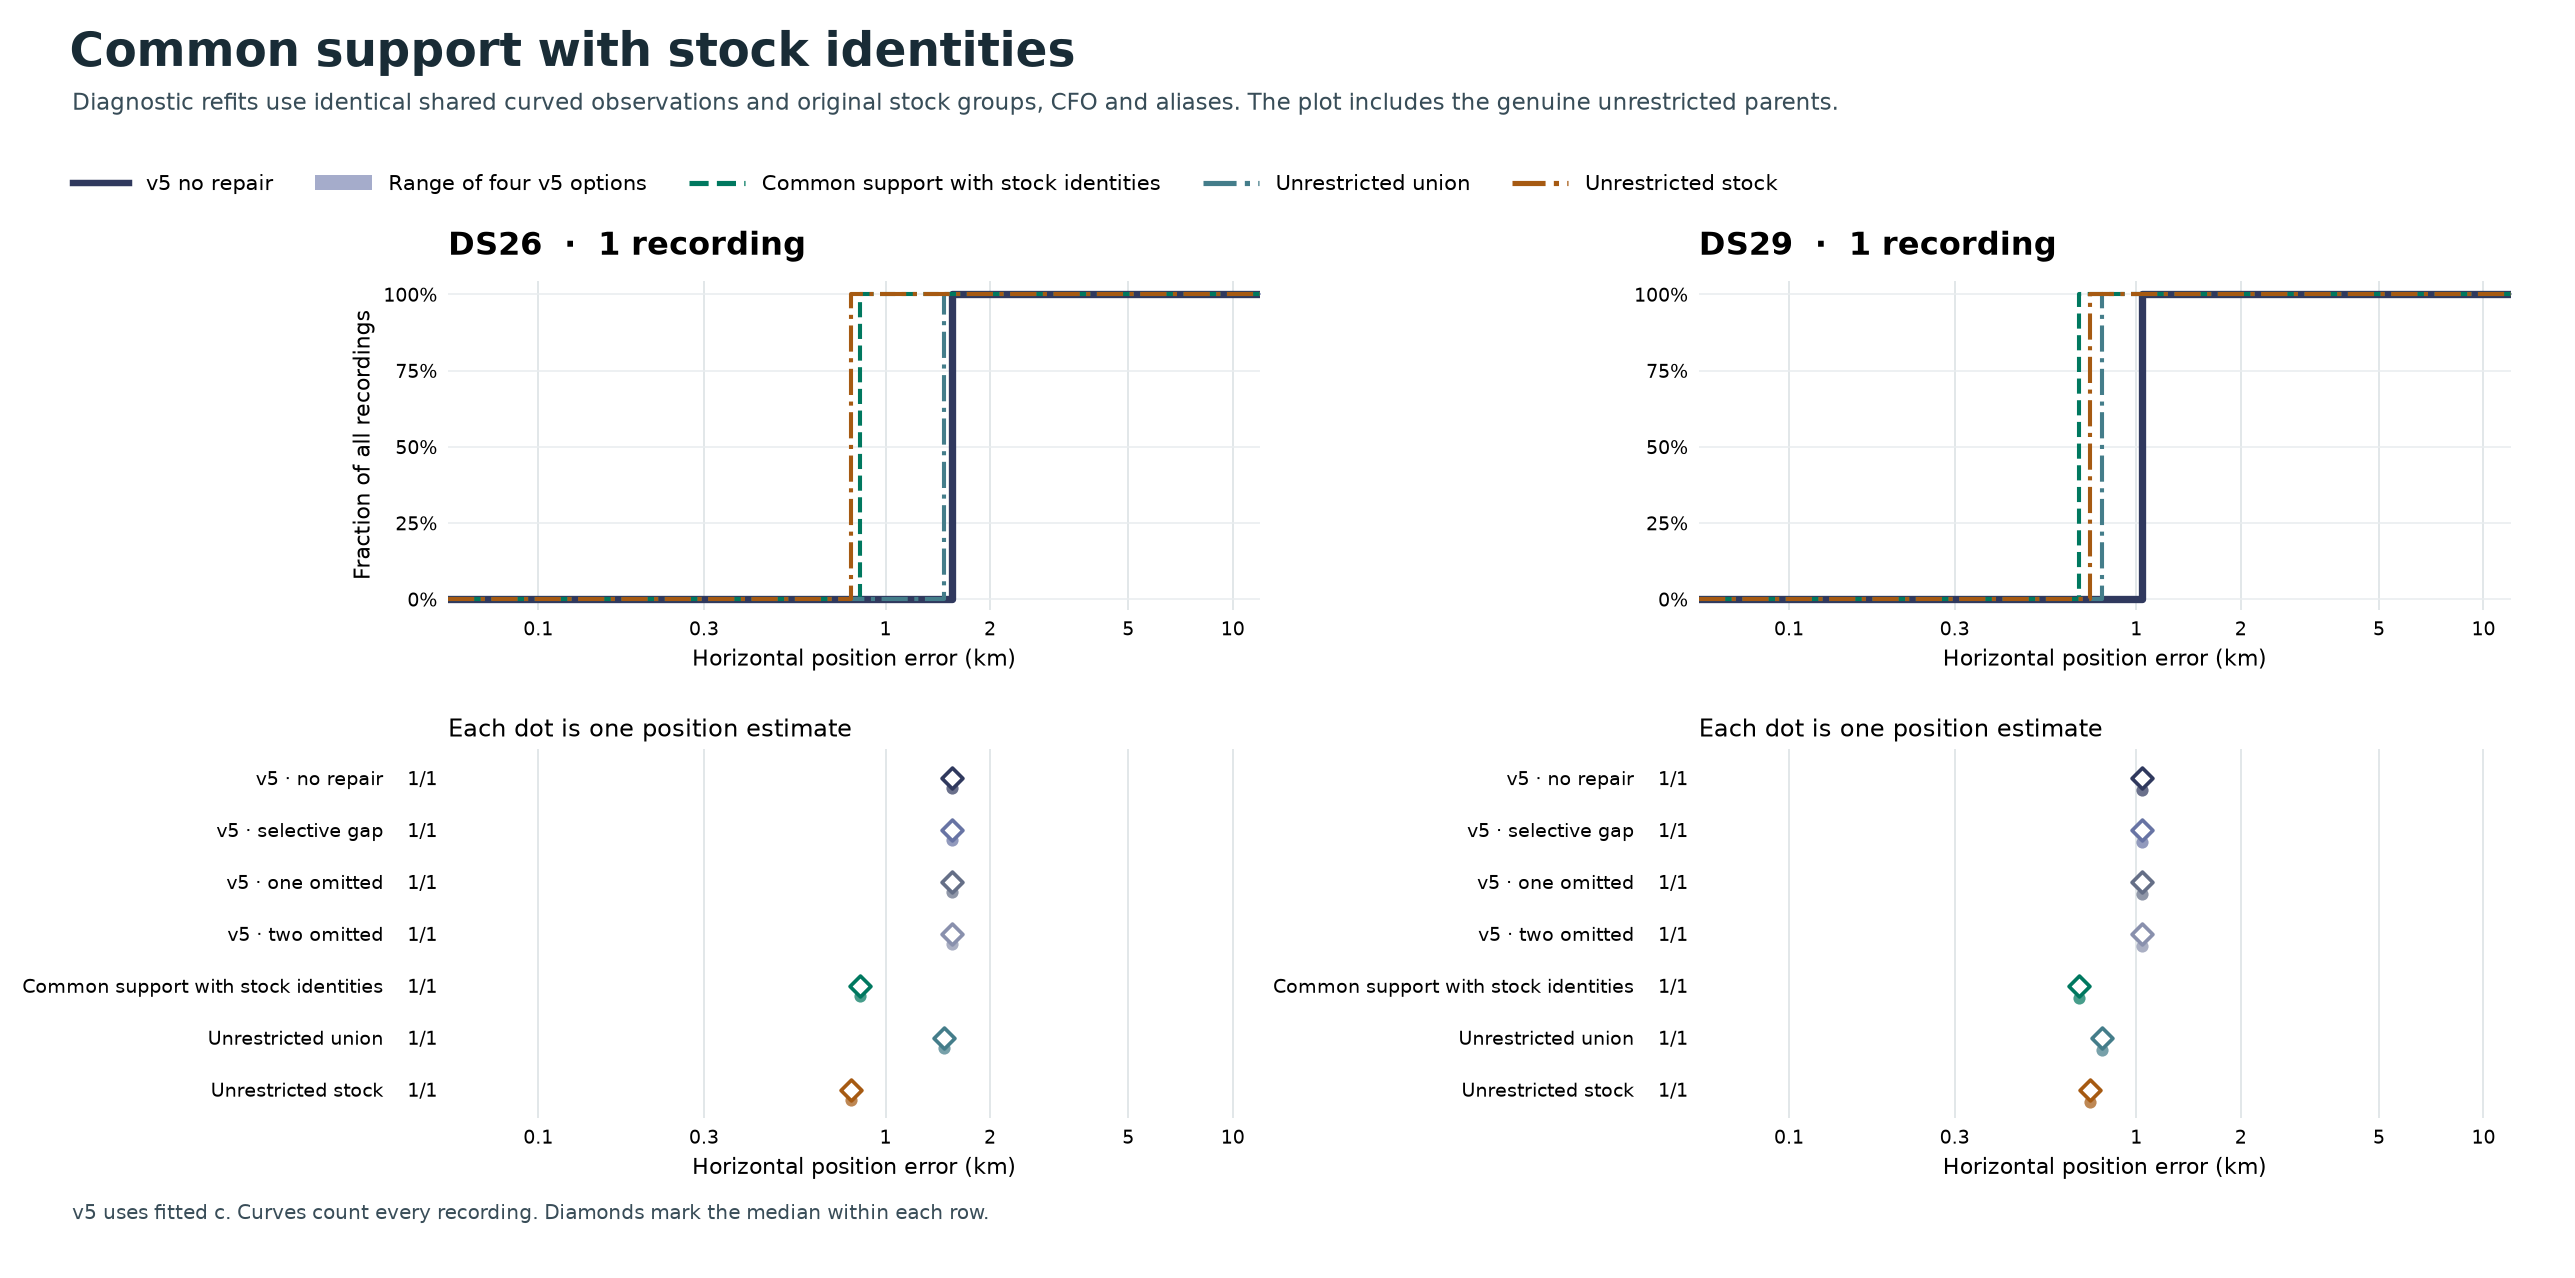 Common support with stock identities
Diagnostic refits use identical shared curved observations and original stock groups, CFO and aliases. The plot includes the genuine unrestricted parents.
v5 no repair
Range of four v5 options
Common support with stock identities
Unrestricted union
Unrestricted stock
DS26 · 1 recording
Fraction of all recordings
100%
75%
50%
25%
0%
0.1 0.3 1 2 5 10
Horizontal position error (km)
DS29 · 1 recording
100%
75%
50%
25%
0%
0.1 0.3 1 2 5 10
Horizontal position error (km)
Each dot is one position estimate
v5 · no repair 1/1
v5 · selective gap 1/1
v5 · one omitted 1/1
v5 · two omitted 1/1
Common support with stock identities 1/1
Unrestricted union 1/1
Unrestricted stock 1/1
0.1 0.3 1 2 5 10
Horizontal position error (km)
Each dot is one position estimate
v5 · no repair 1/1
v5 · selective gap 1/1
v5 · one omitted 1/1
v5 · two omitted 1/1
Common support with stock identities 1/1
Unrestricted union 1/1
Unrestricted stock 1/1
0.1 0.3 1 2 5 10
Horizontal position error (km)
v5 uses fitted c. Curves count every recording. Diamonds mark the median within each row.